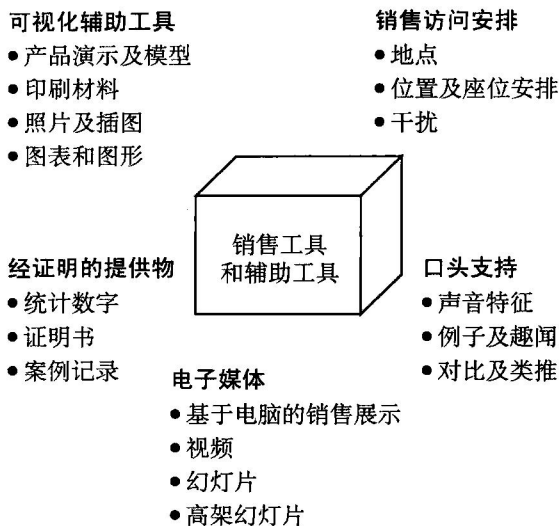 可视化辅助工具
● 产品演示及模型
● 印刷材料
● 照片及插图
● 图表和图形
销售访问安排
● 地点
● 位置及座位安排
● 干扰
销售工具
和辅助工具
经证明的提供物
● 统计数字
● 证明书
● 案例记录
口头支持
● 声音特征
● 例子及趣闻
● 对比及类推
电子媒体
● 基于电脑的销售展示
● 视频
● 幻灯片
● 高架幻灯片